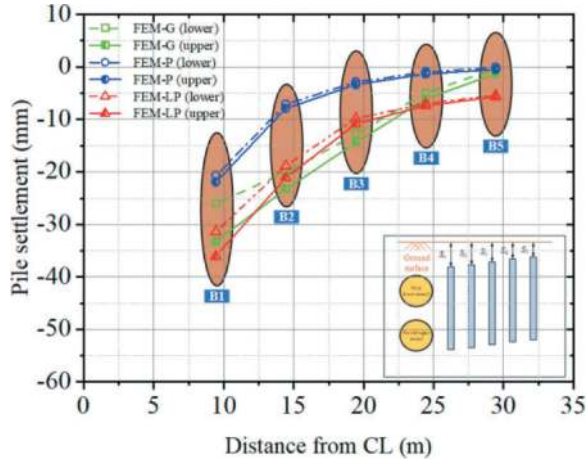 10
0
-10
-20
-30
-40
-50
-60
Pile settlement (mm)
FEM-G (lower)
FEM-G (upper)
FEM-P (lower)
FEM-P (upper)
FEM-LP (lower)
FEM-LP (upper)
B1
B2
B3
B4
B5
Ground
surface
0 5 10 15 20 25 30 35
Distance from CL (m)